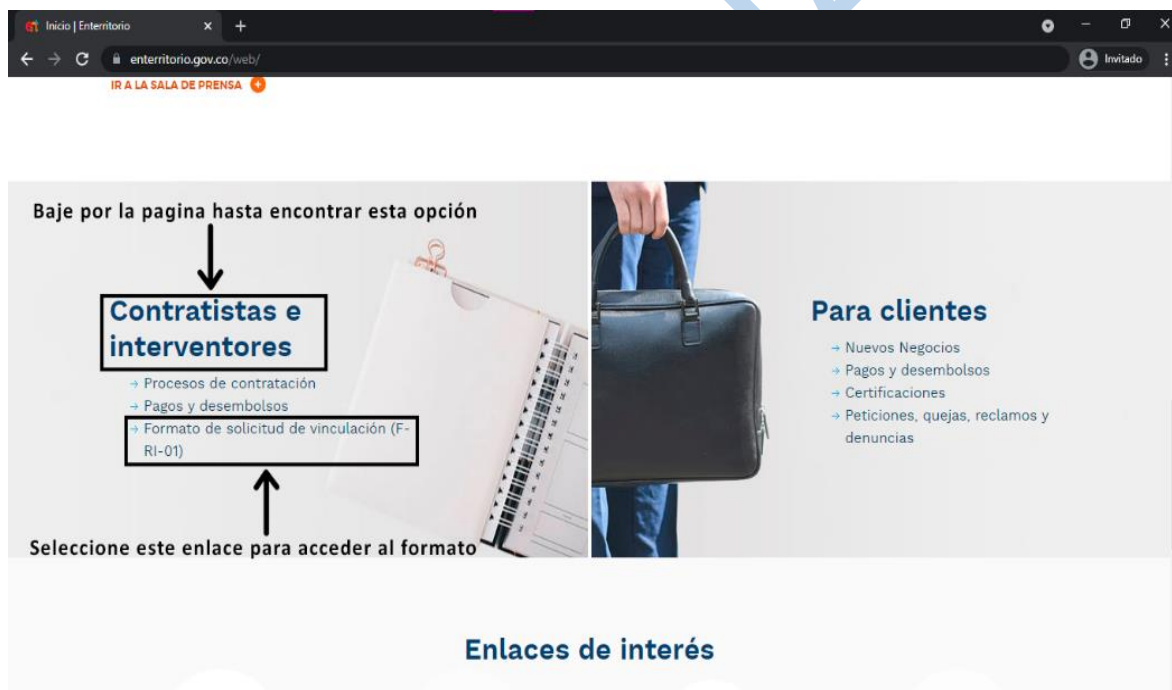 Inicio | Enterritorio
enterritorio.gov.co/web/
Invitado
IR A LA SALA DE PRENSA
Baje por la pagina hasta encontrar esta opción
Contratistas e
interventores
→ Procesos de contratación
→ Pagos y desembolsos
→ Formato de solicitud de vinculación (F-
RI-01)
Seleccione este enlace para acceder al formato
Para clientes
→ Nuevos Negocios
→ Pagos y desembolsos
→ Certificaciones
→ Peticiones, quejas, reclamos y
denuncias
Enlaces de interés